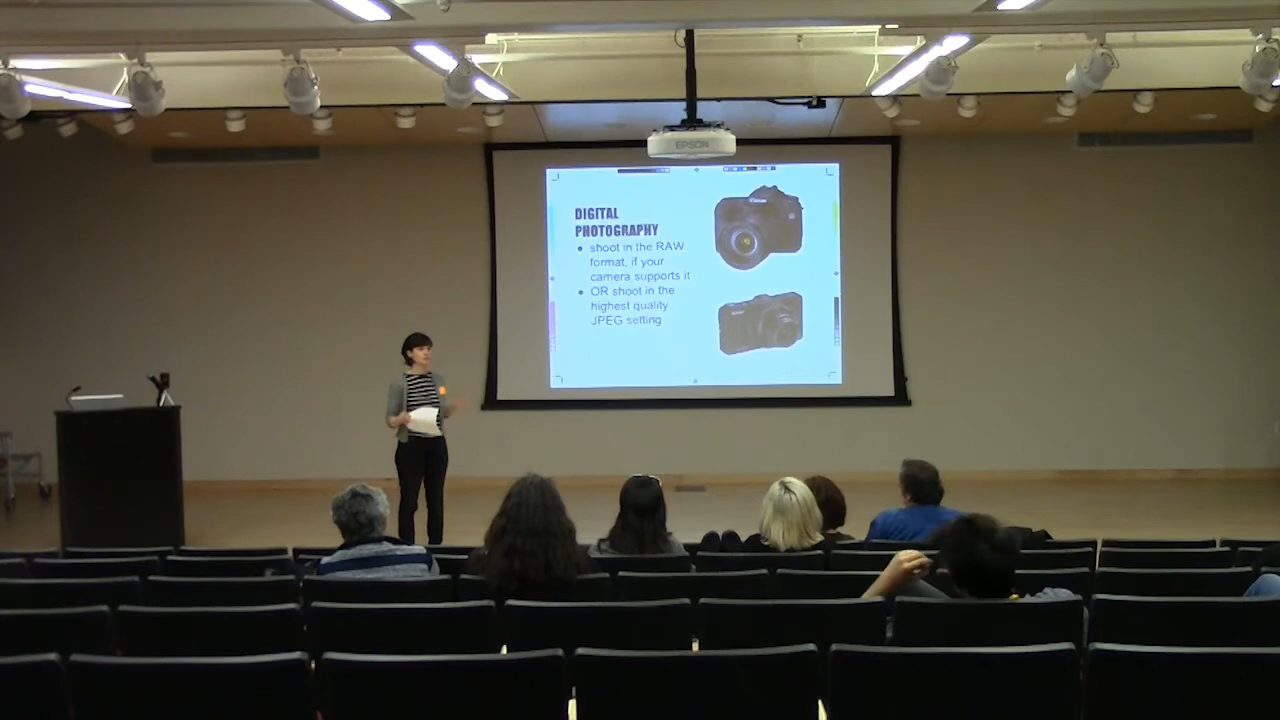 EPSON
DIGITAL
PHOTOGRAPHY
● shoot in the RAW
format, if your
camera supports it
● OR shoot in the
highest quality
JPEG setting
Canon